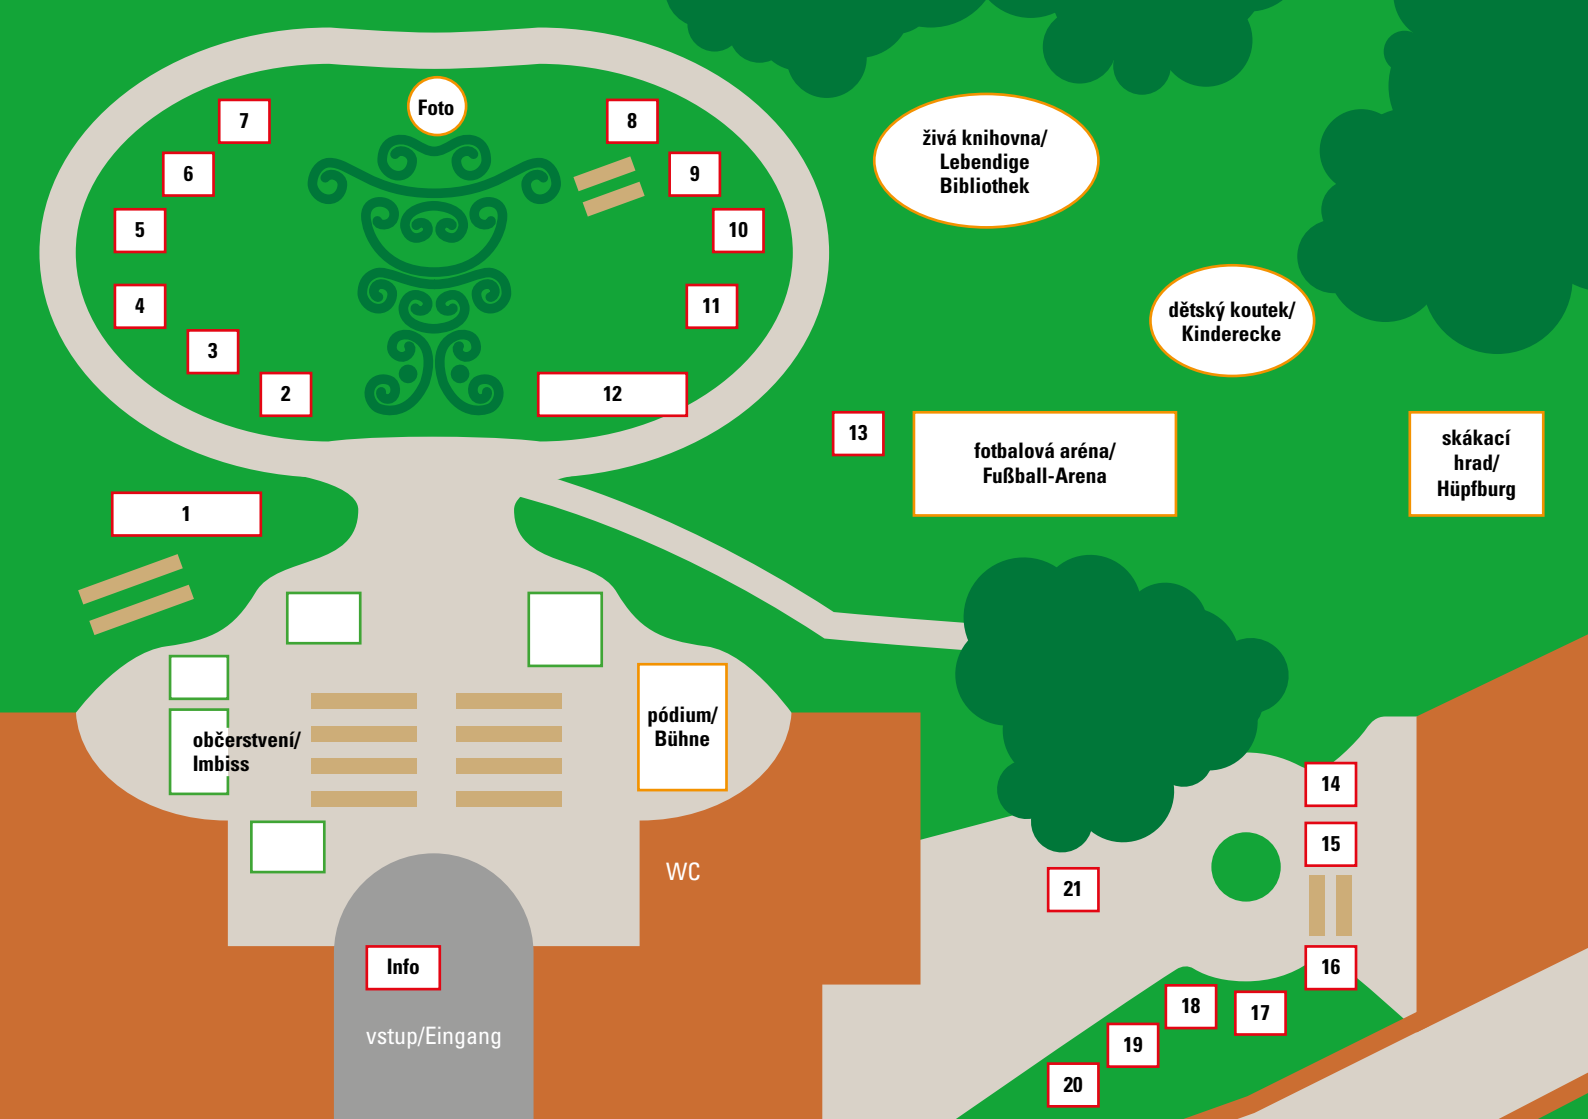 Foto
7
8
živá knihovna/
Lebendige
Bibliothek
6
9
5
10
4
11
dětský koutek/
Kinderecke
3
2
12
13
fotbalová aréna/
Fußball-Arena
skákací
hrad/
Hüpfburg
1
pódium/
Bühne
občerstvení/
Imbiss
14
15
WC
21
Info
16
vstup/Eingang
18
17
19
20